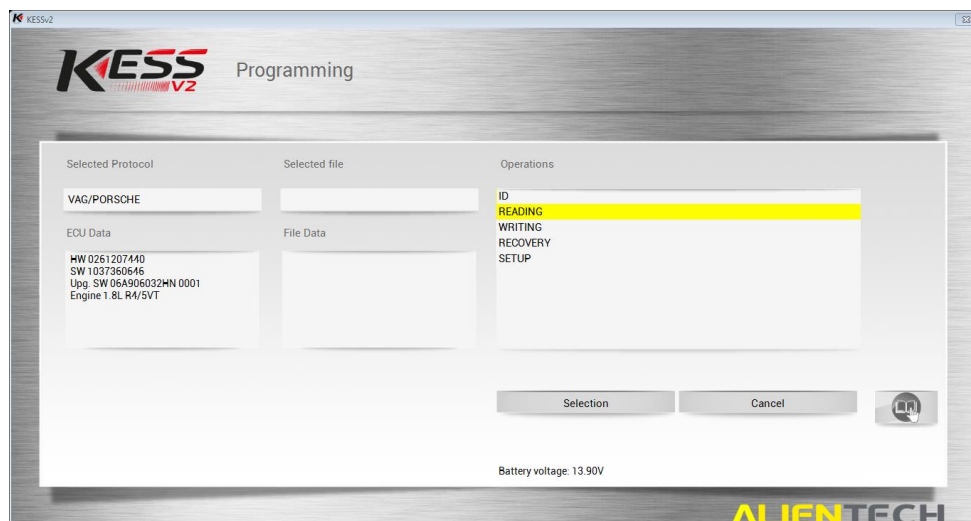 KESSv2
KESS V2
Programming
Selected Protocol
VAG/PORSCHE
ECU Data
HW 0261207440
SW 1037360646
Upg. SW 06A906032HN 0001
Engine 1.8L R4/5VT
Selected file
File Data
Operations
ID
READING
WRITING
RECOVERY
SETUP
Selection
Cancel
Battery voltage: 13.90V
ALIENTECH